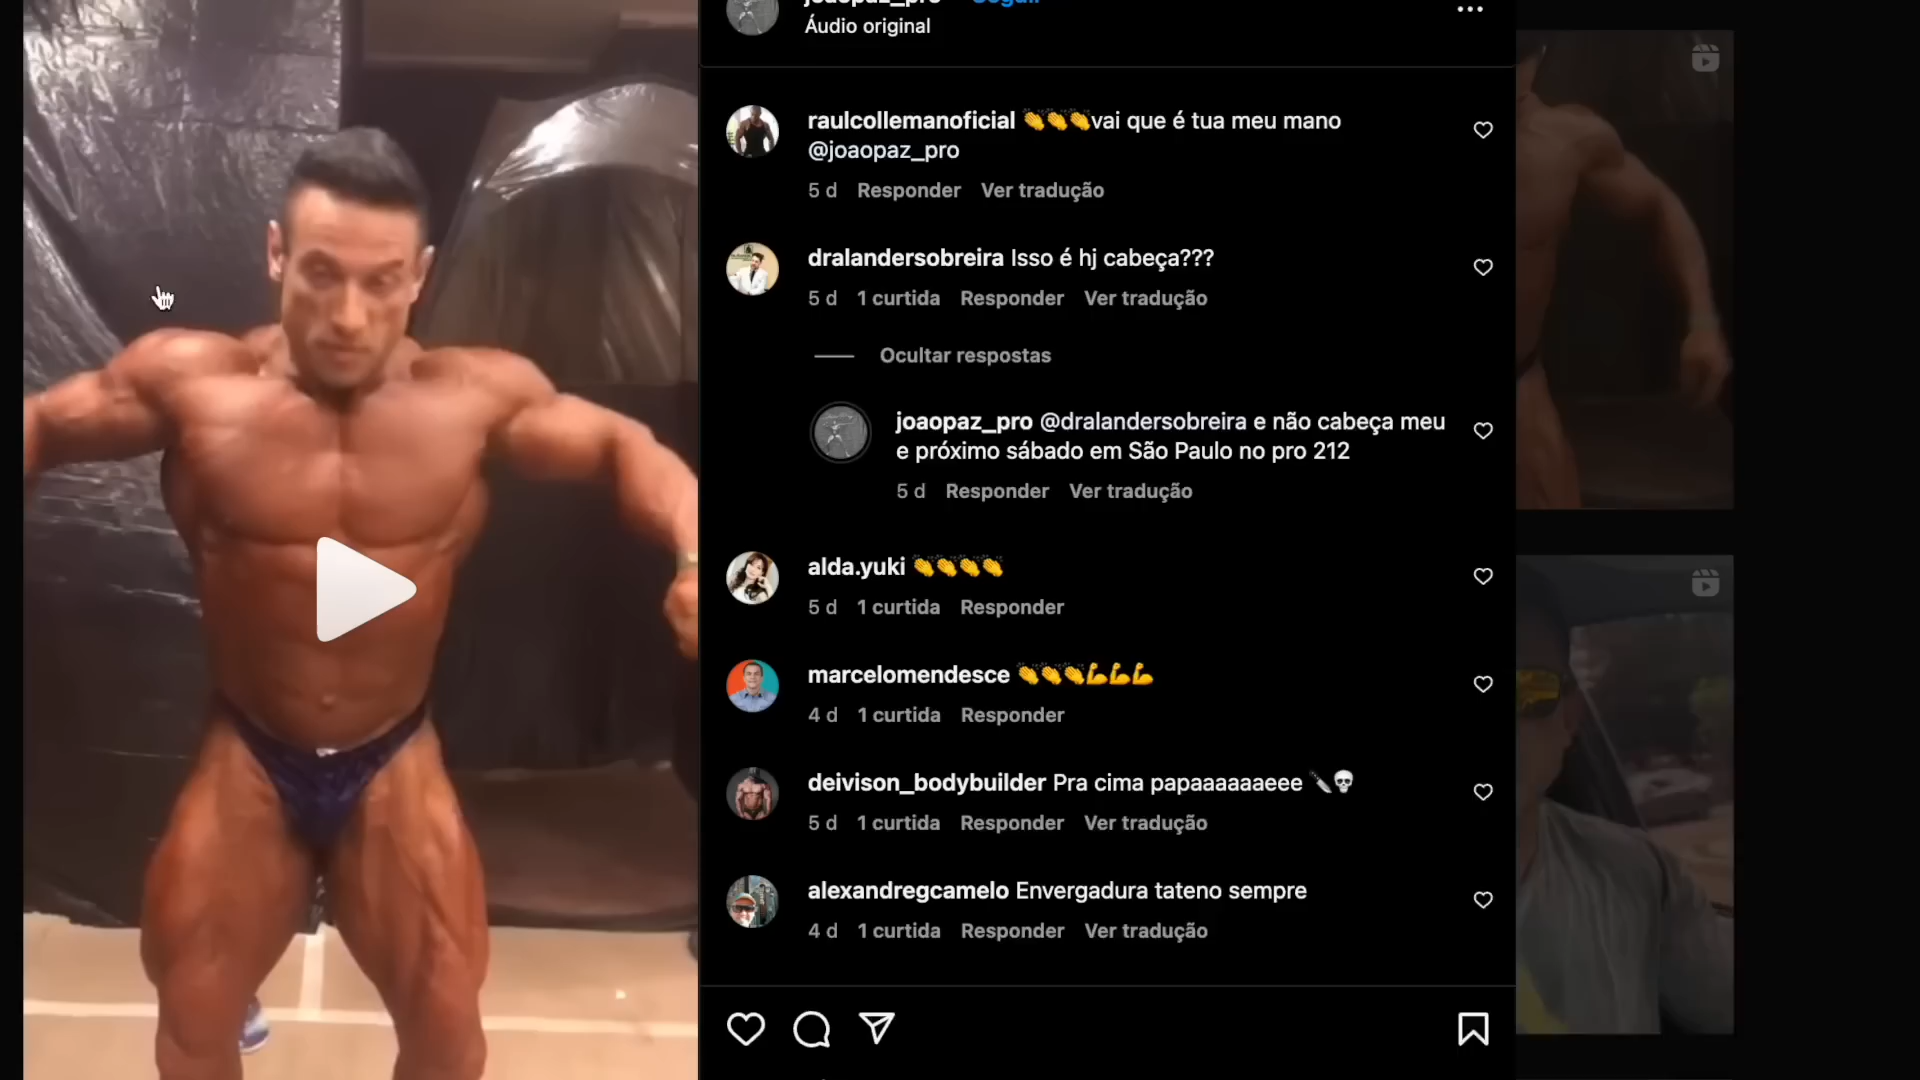 joaopaz_pro Seguir
Áudio original
raulcollemanoficial 👏👏👏vai que é tua meu mano
@joaopaz_pro
5 d Responder Ver tradução
dralandersobreira Isso é hj cabeça???
5 d 1 curtida Responder Ver tradução
Ocultar respostas
joaopaz_pro @dralandersobreira e não cabeça meu
e próximo sábado em São Paulo no pro 212
5 d Responder Ver tradução
alda.yuki 👏👏👏👏
5 d 1 curtida Responder
marcelomendesce 👏👏👏💪💪💪
4 d 1 curtida Responder
deivison_bodybuilder Pra cima papaaaaaaeee 🔪💀
5 d 1 curtida Responder Ver tradução
alexandregcamelo Envergadura tateno sempre
4 d 1 curtida Responder Ver tradução